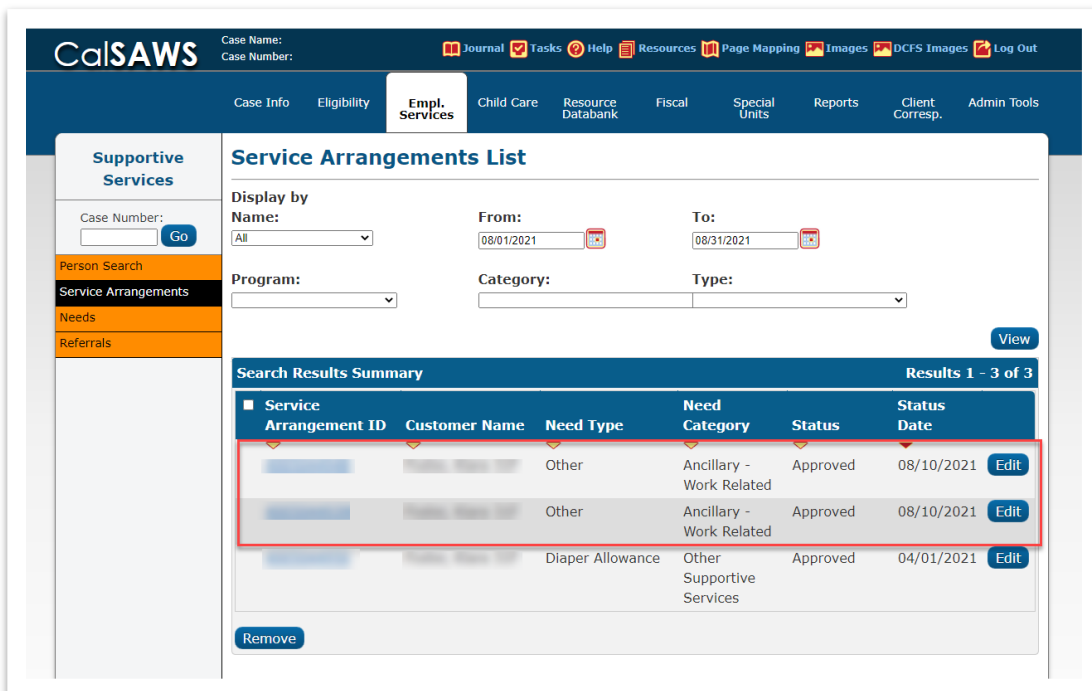 CalSAWS
Case Name:
Case Number:
Journal Tasks Help Resources Page Mapping Images DCFS Images Log Out
Case Info Eligibility Empl. Services Child Care Resource Databank Fiscal Special Units Reports Client Corresp. Admin Tools
Supportive Services
Case Number:
Go
Person Search
Service Arrangements
Needs
Referrals
Service Arrangements List
Display by
Name: From: To:
All 08/01/2021 08/31/2021
Program: Category: Type:
View
Search Results Summary Results 1 - 3 of 3
Service Arrangement ID Customer Name Need Type Need Category Status Status Date
Other Ancillary - Work Related Approved 08/10/2021 Edit
Other Ancillary - Work Related Approved 08/10/2021 Edit
Diaper Allowance Other Supportive Services Approved 04/01/2021 Edit
Remove